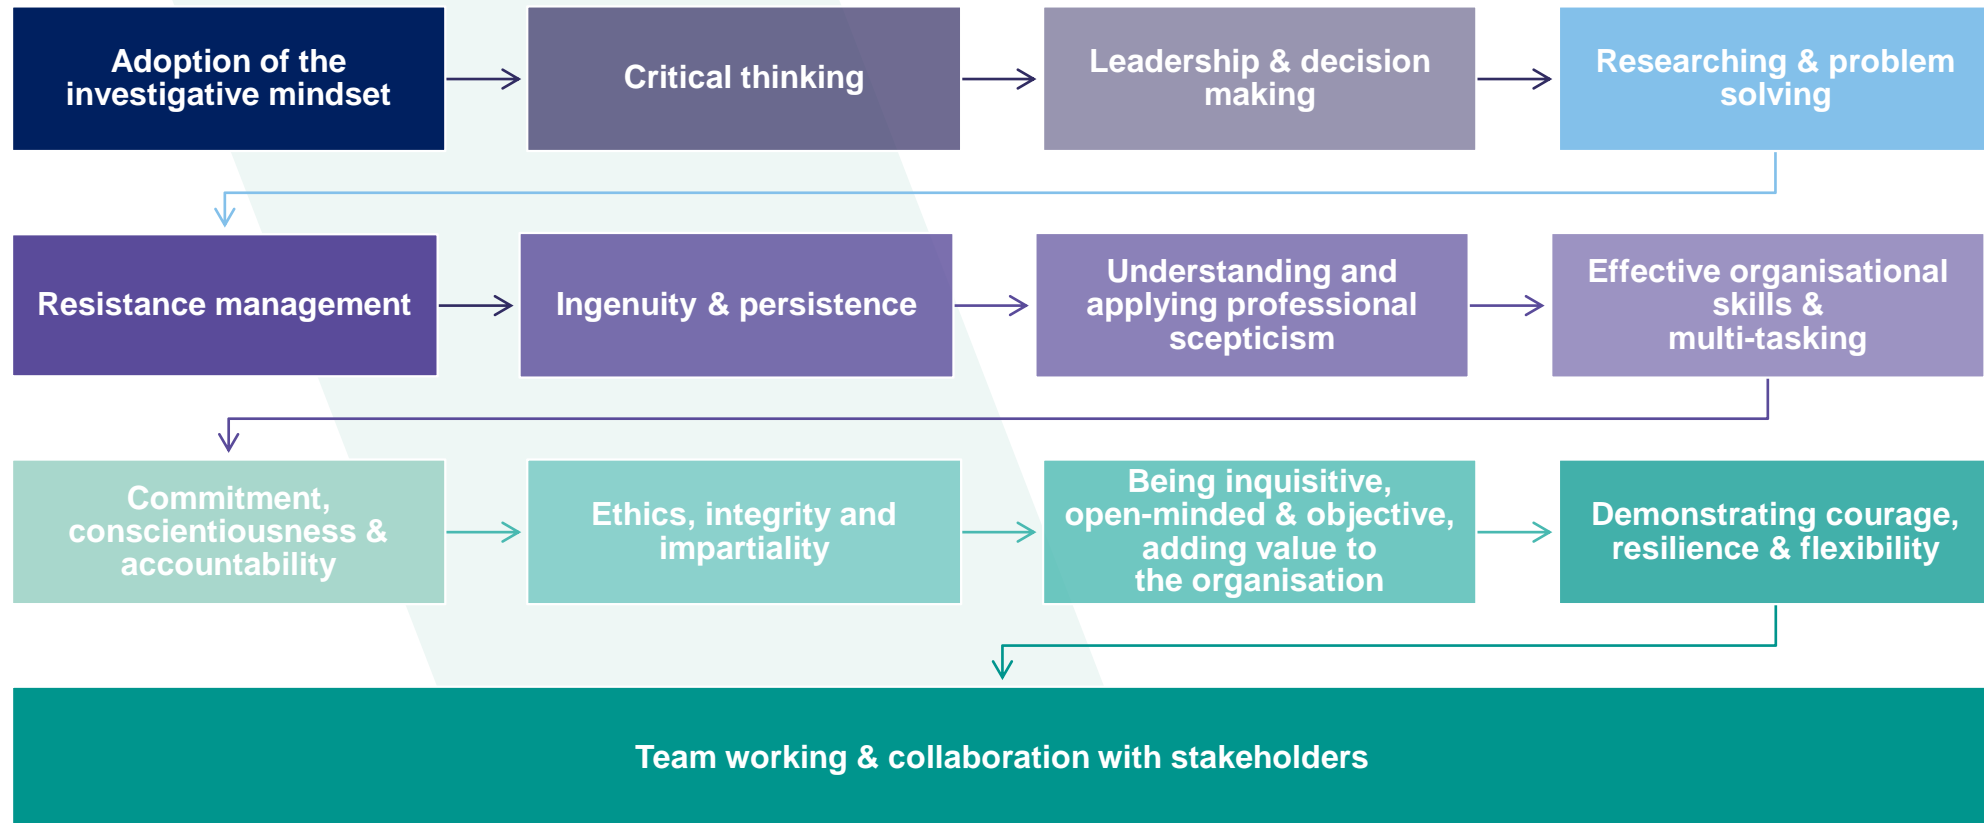 Adoption of the
investigative mindset
Critical thinking
Leadership & decision
making
Researching & problem
solving
Resistance management
Ingenuity & persistence
Understanding and
applying professional
scepticism
Effective organisational
skills &
multi-tasking
Commitment,
conscientiousness &
accountability
Ethics, integrity and
impartiality
Being inquisitive,
open-minded & objective,
adding value to
the organisation
Demonstrating courage,
resilience & flexibility
Team working & collaboration with stakeholders